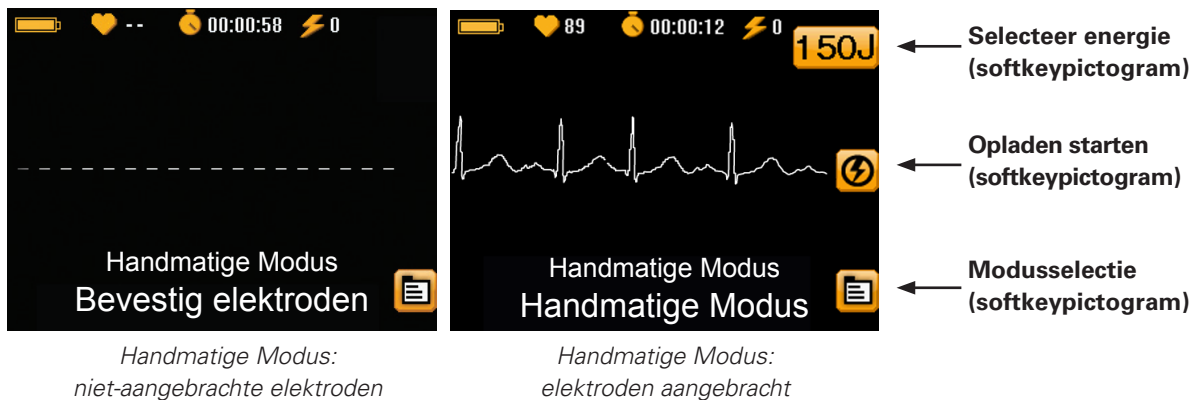 -- 00:00:58 0
Handmatige Modus
Bevestig elektroden
89 00:00:12 0
150J
Handmatige Modus
Handmatige Modus
Selecteer energie
(softkeypictogram)
Opladen starten
(softkeypictogram)
Modusselectie
(softkeypictogram)
Handmatige Modus:
niet-aangebrachte elektroden
Handmatige Modus:
elektroden aangebracht